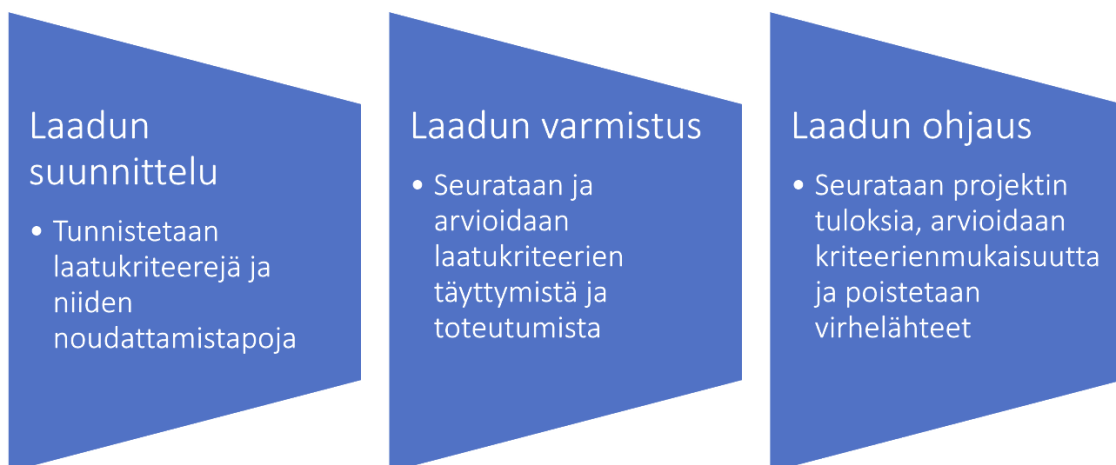 Laadun
suunnittelu
• Tunnistetaan
laatukriteerejä ja
niiden
noudattamistapoja
Laadun varmistus
• Seurataan ja
arvioidaan
laatukriteerien
täyttymistä ja
toteutumista
Laadun ohjaus
• Seurataan projektin
tuloksia, arvioidaan
kriteerienmukaisuutta
ja poistetaan
virhelähteet